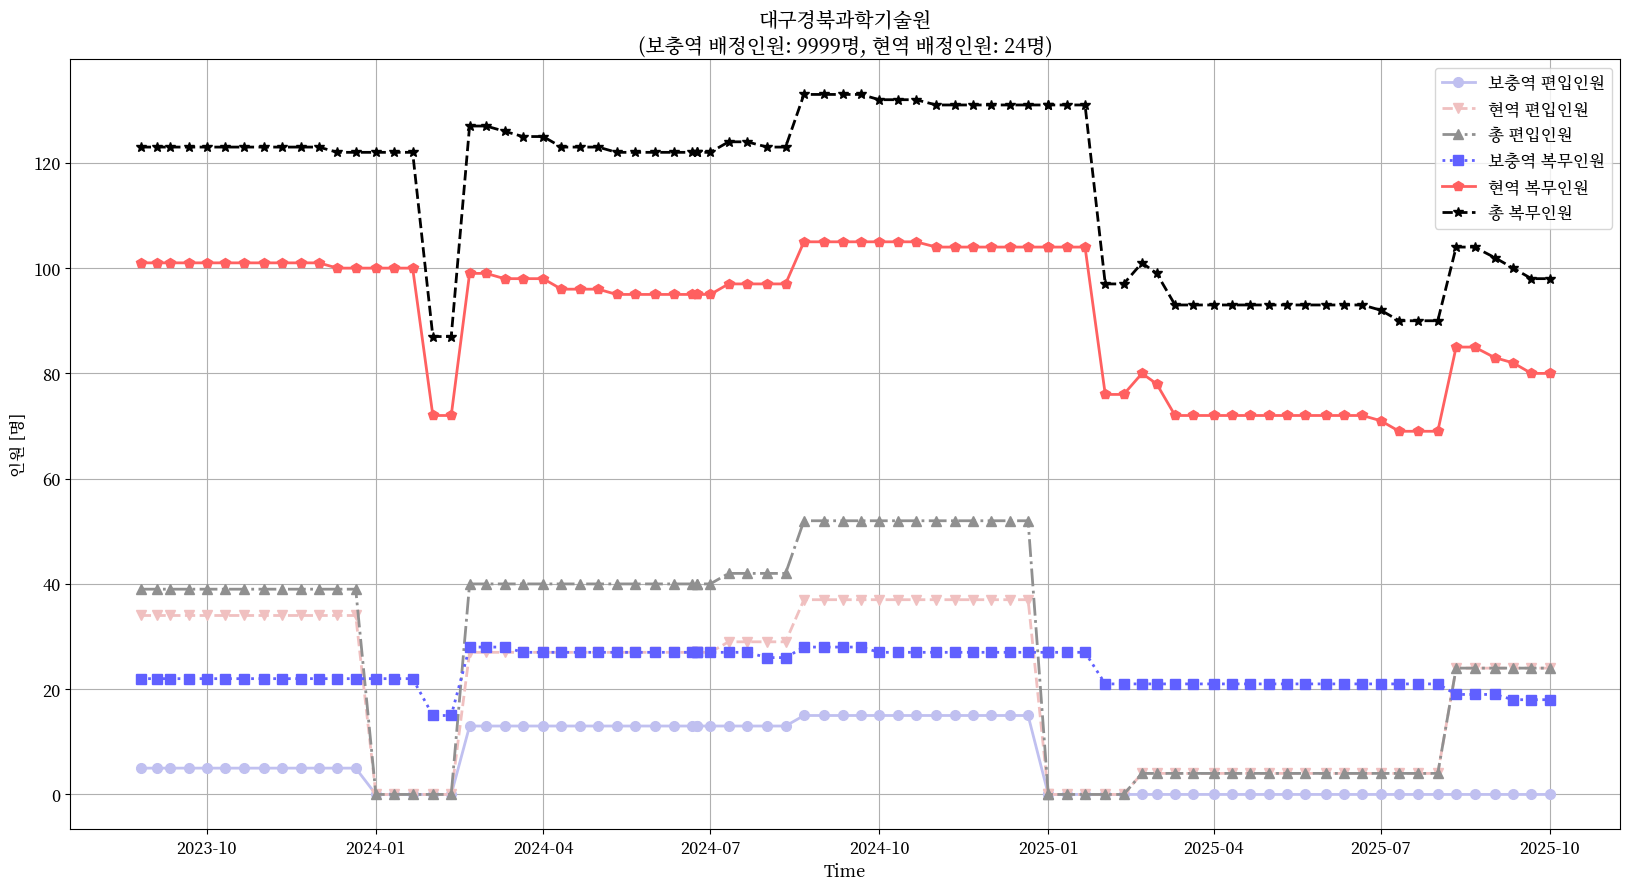 대구경북과학기술원
(보충역 배정인원: 9999명, 현역 배정인원: 24명)
보충역 편입인원
현역 편입인원
총 편입인원
보충역 복무인원
현역 복무인원
총 복무인원
인원 [명]
120
100
80
60
40
20
0
2023-10
2024-01
2024-04
2024-07
2024-10
2025-01
2025-04
2025-07
2025-10
Time